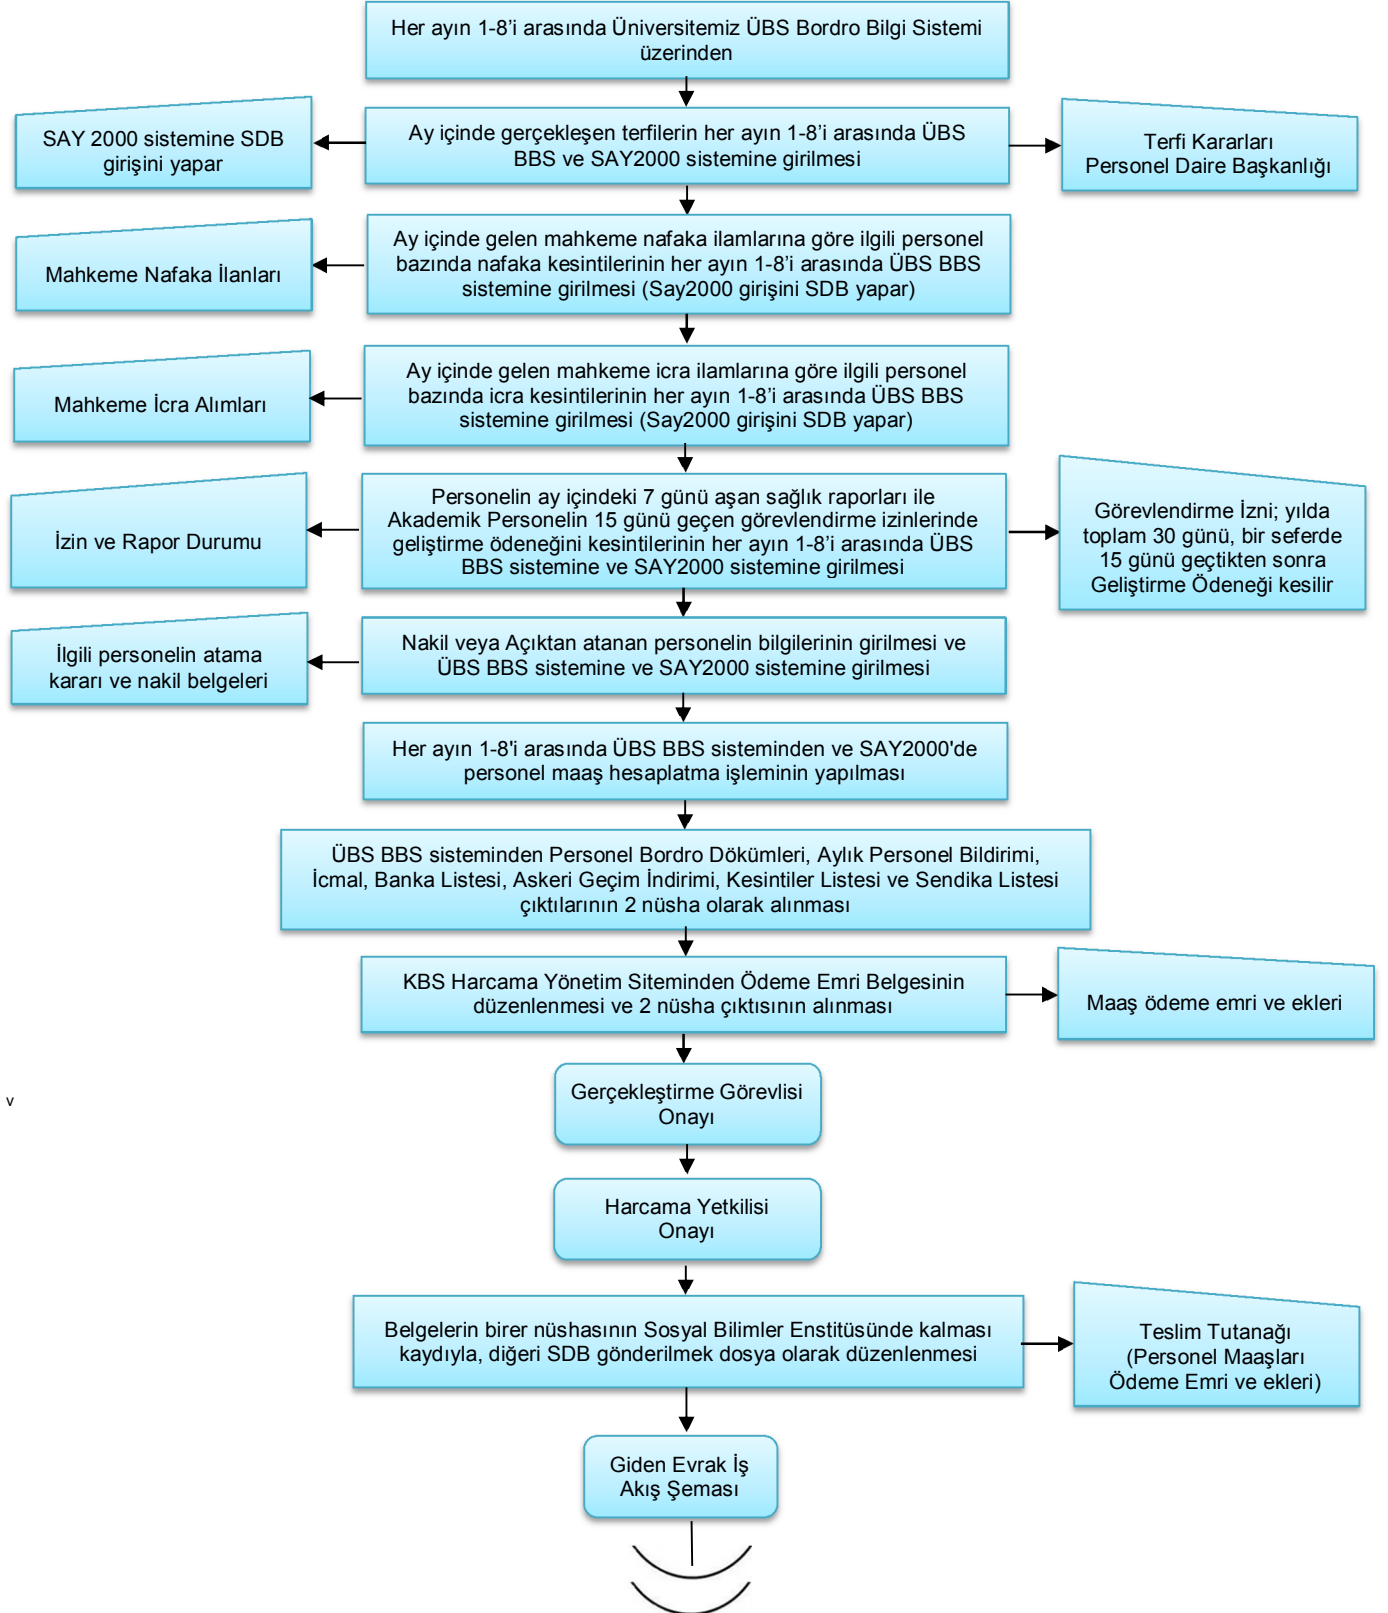 Her ayın 1-8’i arasında Üniversitemiz ÜBS Bordro Bilgi Sistemi
üzerinden
SAY 2000 sistemine SDB
girişini yapar
Ay içinde gerçekleşen terfilerin her ayın 1-8’i arasında ÜBS
BBS ve SAY2000 sistemine girilmesi
Terfi Kararları
Personel Daire Başkanlığı
Mahkeme Nafaka İlanları
Ay içinde gelen mahkeme nafaka ilamlarına göre ilgili personel
bazında nafaka kesintilerinin her ayın 1-8’i arasında ÜBS BBS
sistemine girilmesi (Say2000 girişini SDB yapar)
Mahkeme İcra Alımları
Ay içinde gelen mahkeme icra ilamlarına göre ilgili personel
bazında icra kesintilerinin her ayın 1-8’i arasında ÜBS BBS
sistemine girilmesi (Say2000 girişini SDB yapar)
İzin ve Rapor Durumu
Personelin ay içindeki 7 günü aşan sağlık raporları ile
Akademik Personelin 15 günü geçen görevlendirme izinlerinde
geliştirme ödeneğini kesintilerinin her ayın 1-8’i arasında ÜBS
BBS sistemine ve SAY2000 sistemine girilmesi
Görevlendirme İzni; yılda
toplam 30 günü, bir seferde
15 günü geçtikten sonra
Geliştirme Ödeneği kesilir
İlgili personelin atama
kararı ve nakil belgeleri
Nakil veya Açıktan atanan personelin bilgilerinin girilmesi ve
ÜBS BBS sistemine ve SAY2000 sistemine girilmesi
Her ayın 1-8'i arasında ÜBS BBS sisteminden ve SAY2000'de
personel maaş hesaplatma işleminin yapılması
ÜBS BBS sisteminden Personel Bordro Dökümleri, Aylık Personel Bildirimi,
İcmal, Banka Listesi, Askeri Geçim İndirimi, Kesintiler Listesi ve Sendika Listesi
çıktılarının 2 nüsha olarak alınması
KBS Harcama Yönetim Siteminden Ödeme Emri Belgesinin
düzenlenmesi ve 2 nüsha çıktısının alınması
Maaş ödeme emri ve ekleri
Gerçekleştirme Görevlisi
Onayı
v
Harcama Yetkilisi
Onayı
Belgelerin birer nüshasının Sosyal Bilimler Enstitüsünde kalması
kaydıyla, diğeri SDB gönderilmek dosya olarak düzenlenmesi
Teslim Tutanağı
(Personel Maaşları
Ödeme Emri ve ekleri)
Giden Evrak İş
Akış Şeması